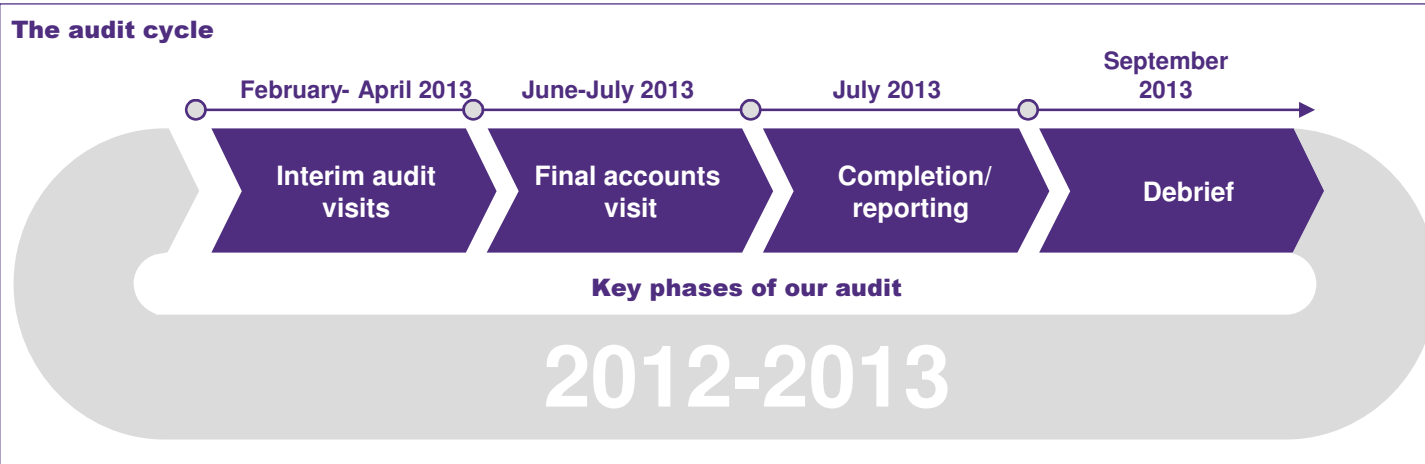 The audit cycle
February- April 2013
June-July 2013
July 2013
September
2013
Interim audit
visits
Final accounts
visit
Completion/
reporting
Debrief
Key phases of our audit
2012-2013